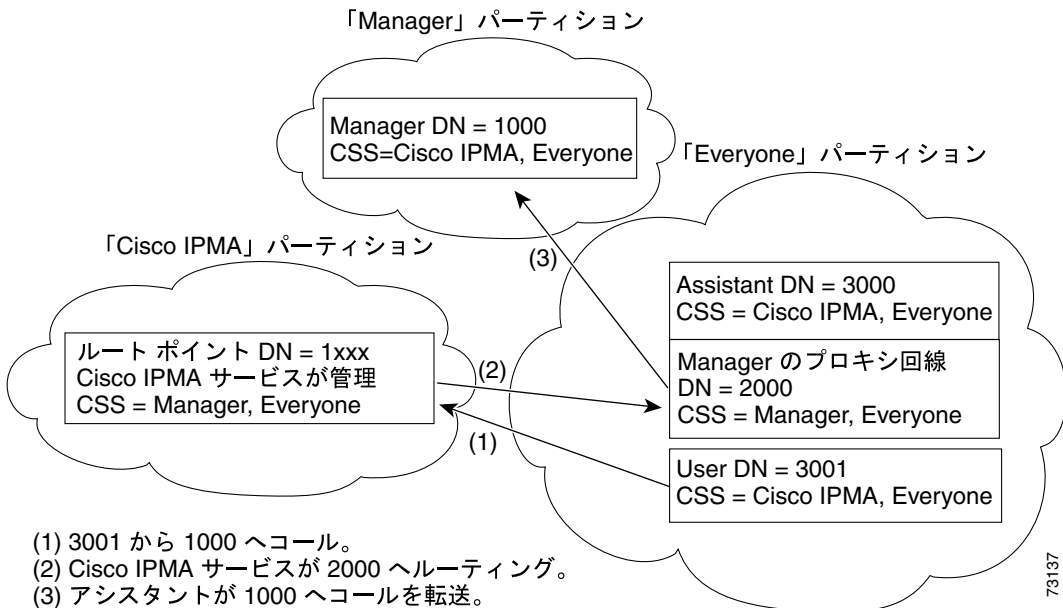 「Manager」パーティション
Manager DN = 1000
CSS=Cisco IPMA, Everyone
「Everyone」パーティション
「Cisco IPMA」パーティション
(3)
Assistant DN = 3000
CSS = Cisco IPMA, Everyone
ルート ポイント DN = 1xxx
Cisco IPMA サービスが管理
CSS = Manager, Everyone
(2)
Manager のプロキシ回線
DN = 2000
CSS = Manager, Everyone
(1)
User DN = 3001
CSS = Cisco IPMA, Everyone
(1) 3001 から 1000 へコール。
(2) Cisco IPMA サービスが 2000 へルーティング。
(3) アシスタントが 1000 へコールを転送。
73137